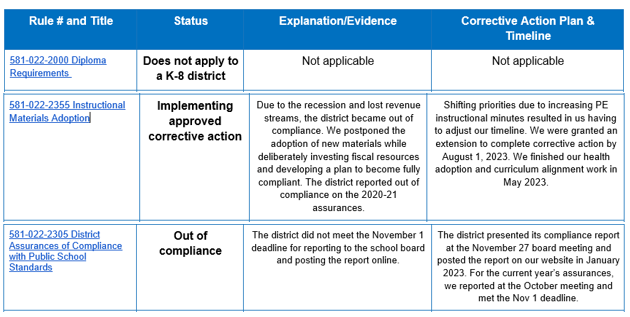 Rule # and Title
Status
Explanation/Evidence
Corrective Action Plan &
Timeline
581-022-2000 Diploma
Requirements
Does not apply to
a K-8 district
Not applicable
Not applicable
581-022-2355 Instructional
Materials Adoption
Implementing
approved
corrective action
Due to the recession and lost revenue
streams, the district became out of
compliance. We postponed the
adoption of new materials while
deliberately investing fiscal resources
and developing a plan to become fully
compliant. The district reported out of
compliance on the 2020-21
assurances.
Shifting priorities due to increasing PE
instructional minutes resulted in us having
to adjust our timeline. We were granted an
extension to complete corrective action by
August 1, 2023. We finished our health
adoption and curriculum alignment work in
May 2023.
581-022-2305 District
Assurances of Compliance
with Public School
Standards
Out of
compliance
The district did not meet the November 1
deadline for reporting to the school board
and posting the report online.
The district presented its compliance report
at the November 27 board meeting and
posted the report on our website in January
2023. For the current year's assurances,
we reported at the October meeting and
met the Nov 1 deadline.